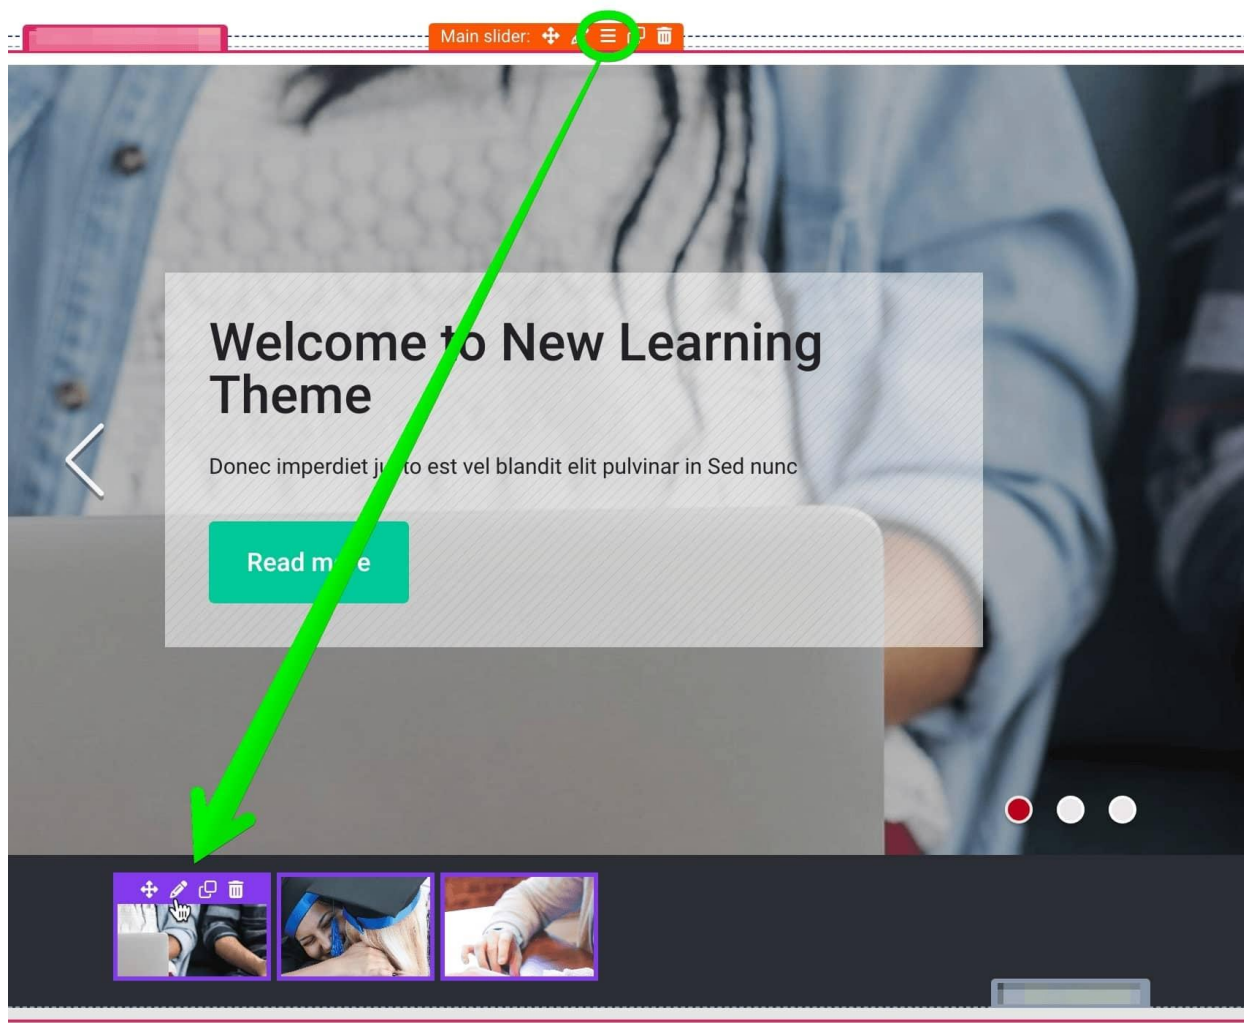 Main slider:
Welcome to New Learning
Theme
Donec imperdiet justo est vel blandit elit pulvinar in Sed nunc
Read more